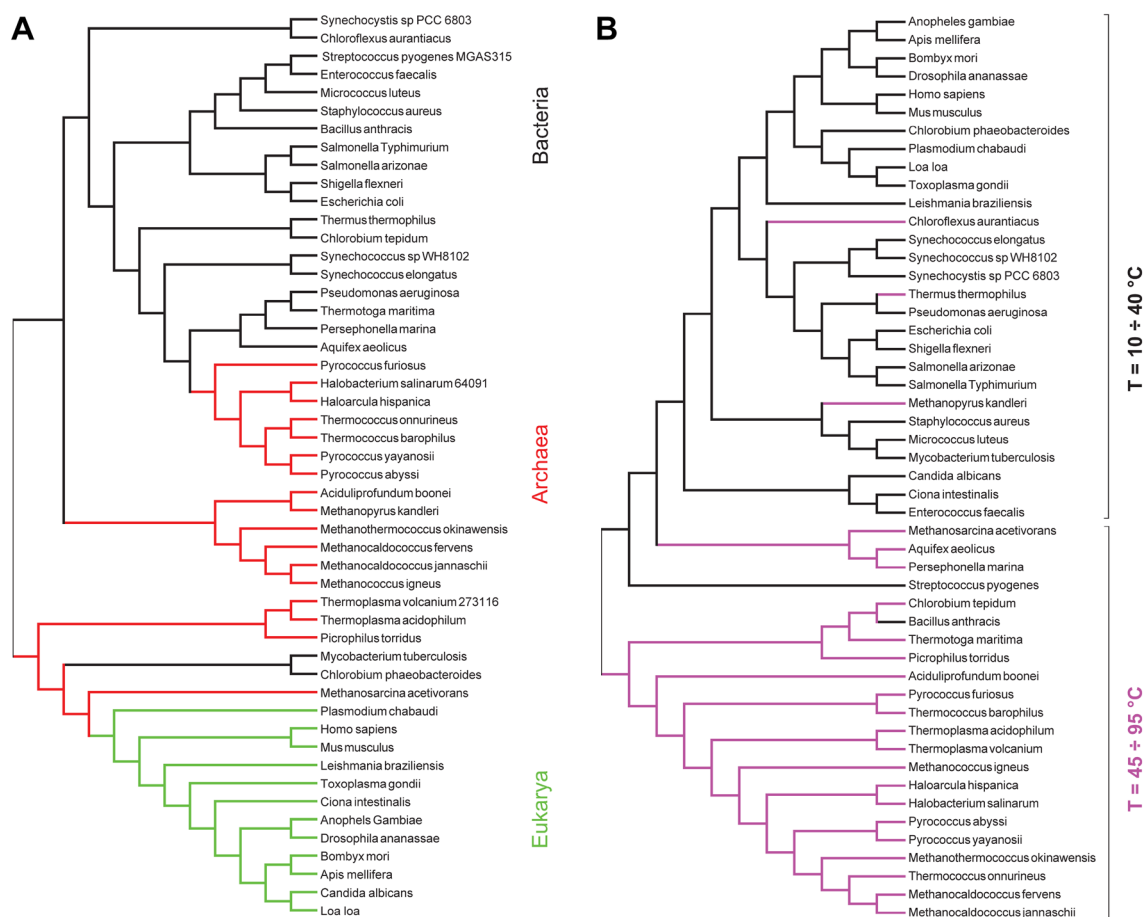 A
Synechocystis sp PCC 6803
Chloroflexus aurantiacus
Streptococcus pyogenes MGAS315
Enterococcus faecalis
Micrococcus luteus
Staphylococcus aureus
Bacillus anthracis
Salmonella Typhimurium
Salmonella arizonae
Shigella flexneri
Escherichia coli
Thermus thermophilus
Chlorobium tepidum
Synechococcus sp WH8102
Synechococcus elongatus
Pseudomonas aeruginosa
Thermotoga maritima
Persephonella marina
Aquifex aeolicus
Pyrococcus furiosus
Halobacterium salinarum 64091
Haloarcula hispanica
Thermococcus onnurineus
Thermococcus barophilus
Pyrococcus yayanosii
Pyrococcus abyssi
Aciduliprofundum boonei
Methanopyrus kandleri
Methanothermococcus okinawensis
Methanocaldococcus fervens
Methanocaldococcus jannaschii
Methanococcus igneus
Thermoplasma volcanium 273116
Thermoplasma acidophilum
Picrophilus torridus
Mycobacterium tuberculosis
Chlorobium phaeobacteroides
Methanosarcina acetivorans
Plasmodium chabaudi
Homo sapiens
Mus musculus
Leishmania braziliensis
Toxoplasma gondii
Ciona intestinalis
Anophels Gambiae
Drosophila ananassae
Bombyx mori
Apis mellifera
Candida albicans
Loa loa
Bacteria
Archaea
Eukarya
B
Anopheles gambiae
Apis mellifera
Bombyx mori
Drosophila ananassae
Homo sapiens
Mus musculus
Chlorobium phaeobacteroides
Plasmodium chabaudi
Loa loa
Toxoplasma gondii
Leishmania braziliensis
Chloroflexus aurantiacus
Synechococcus elongatus
Synechococcus sp WH8102
Synechocystis sp PCC 6803
Thermus thermophilus
Pseudomonas aeruginosa
Escherichia coli
Shigella flexneri
Salmonella arizonae
Salmonella Typhimurium
Methanopyrus kandleri
Staphylococcus aureus
Micrococcus luteus
Mycobacterium tuberculosis
Candida albicans
Ciona intestinalis
Enterococcus faecalis
Methanosarcina acetivorans
Aquifex aeolicus
Persephonella marina
Streptococcus pyogenes
Chlorobium tepidum
Bacillus anthracis
Thermotoga maritima
Picrophilus torridus
Aciduliprofundum boonei
Pyrococcus furiosus
Thermococcus barophilus
Thermoplasma acidophilum
Thermoplasma volcanium
Methanococcus igneus
Haloarcula hispanica
Halobacterium salinarum
Pyrococcus abyssi
Pyrococcus yayanosii
Methanothermococcus okinawensis
Thermococcus onnurineus
Methanocaldococcus fervens
Methanocaldococcus jannaschii
T = 10 ÷ 40 °C
T = 45 ÷ 95 °C